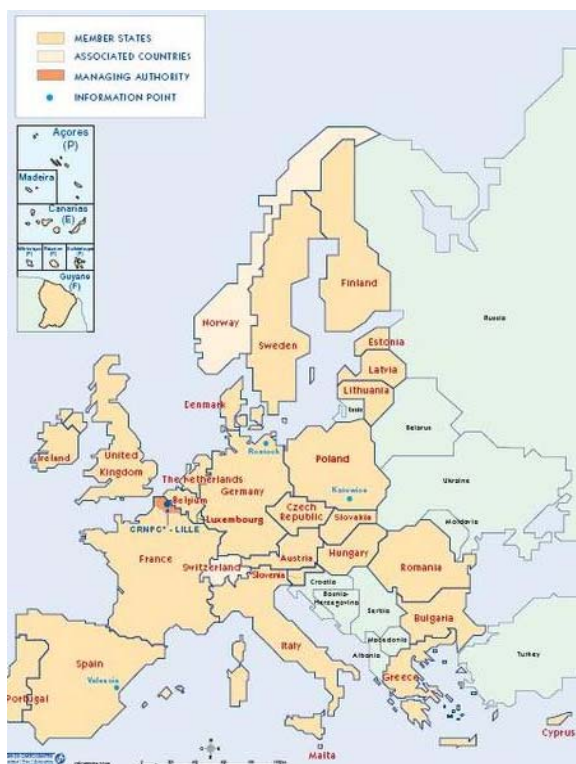 MEMBER STATES
ASSOCIATED COUNTRIES
MANAGING AUTHORITY
INFORMATION POINT
Açores
(P)
Madeira
Canarias
(E)
Guyane
(F)
Norway
Sweden
Finland
Russia
Estonia
Latvia
Lithuania
Denmark
Belarus
Ireland
United
Kingdom
The Netherlands
Rostock
Poland
Katowice
Ukraine
Belgium
Germany
CRNPC* - LILLE
Luxembourg
Czech
Republic
Slovakia
Moldavia
France
Switzerland
Austria
Hungary
Slovenia
Romania
Croatia
Bosnia-
Hercegovina
Serbia
Bulgaria
Italy
Macedonia
Albania
Spain
Valencia
Portugal
Greece
Turkey
Cyprus
Malta